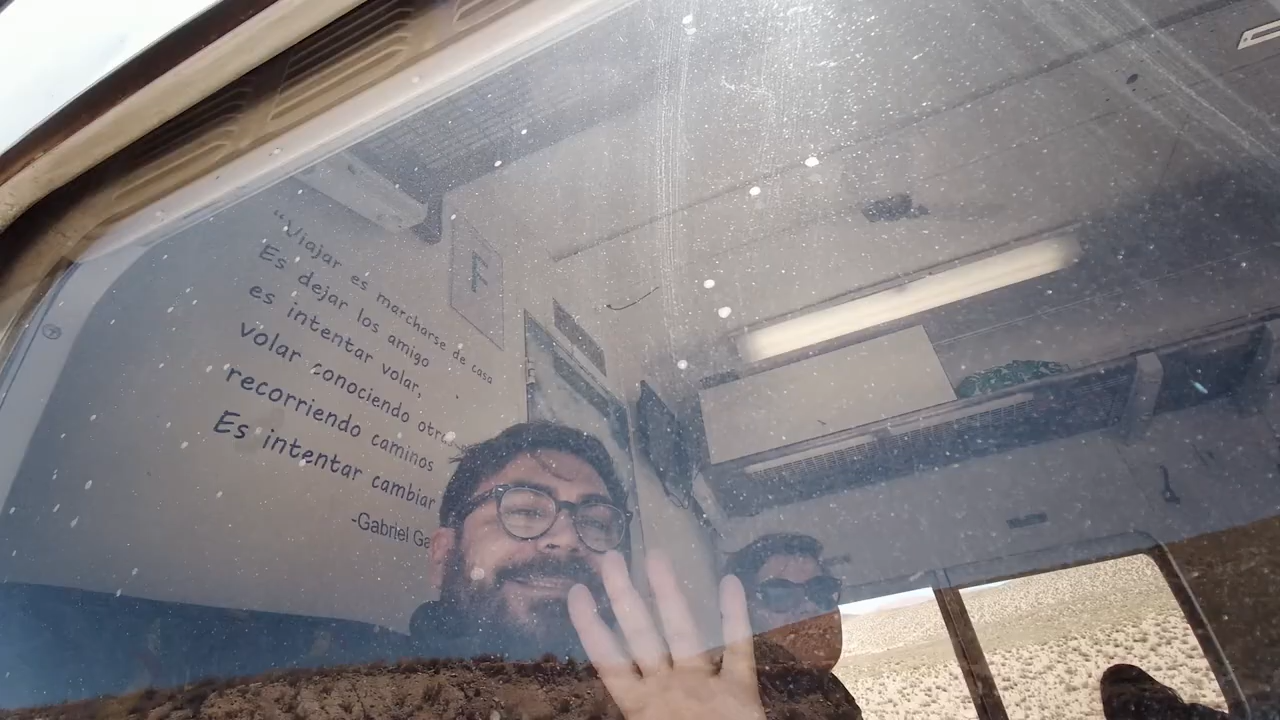 "Viajar es marcharse de casa
Es dejar los amigo
es intentar volar,
volar conociendo otra
recorriendo caminos
Es intentar cambiar
-Gabriel Ga
F